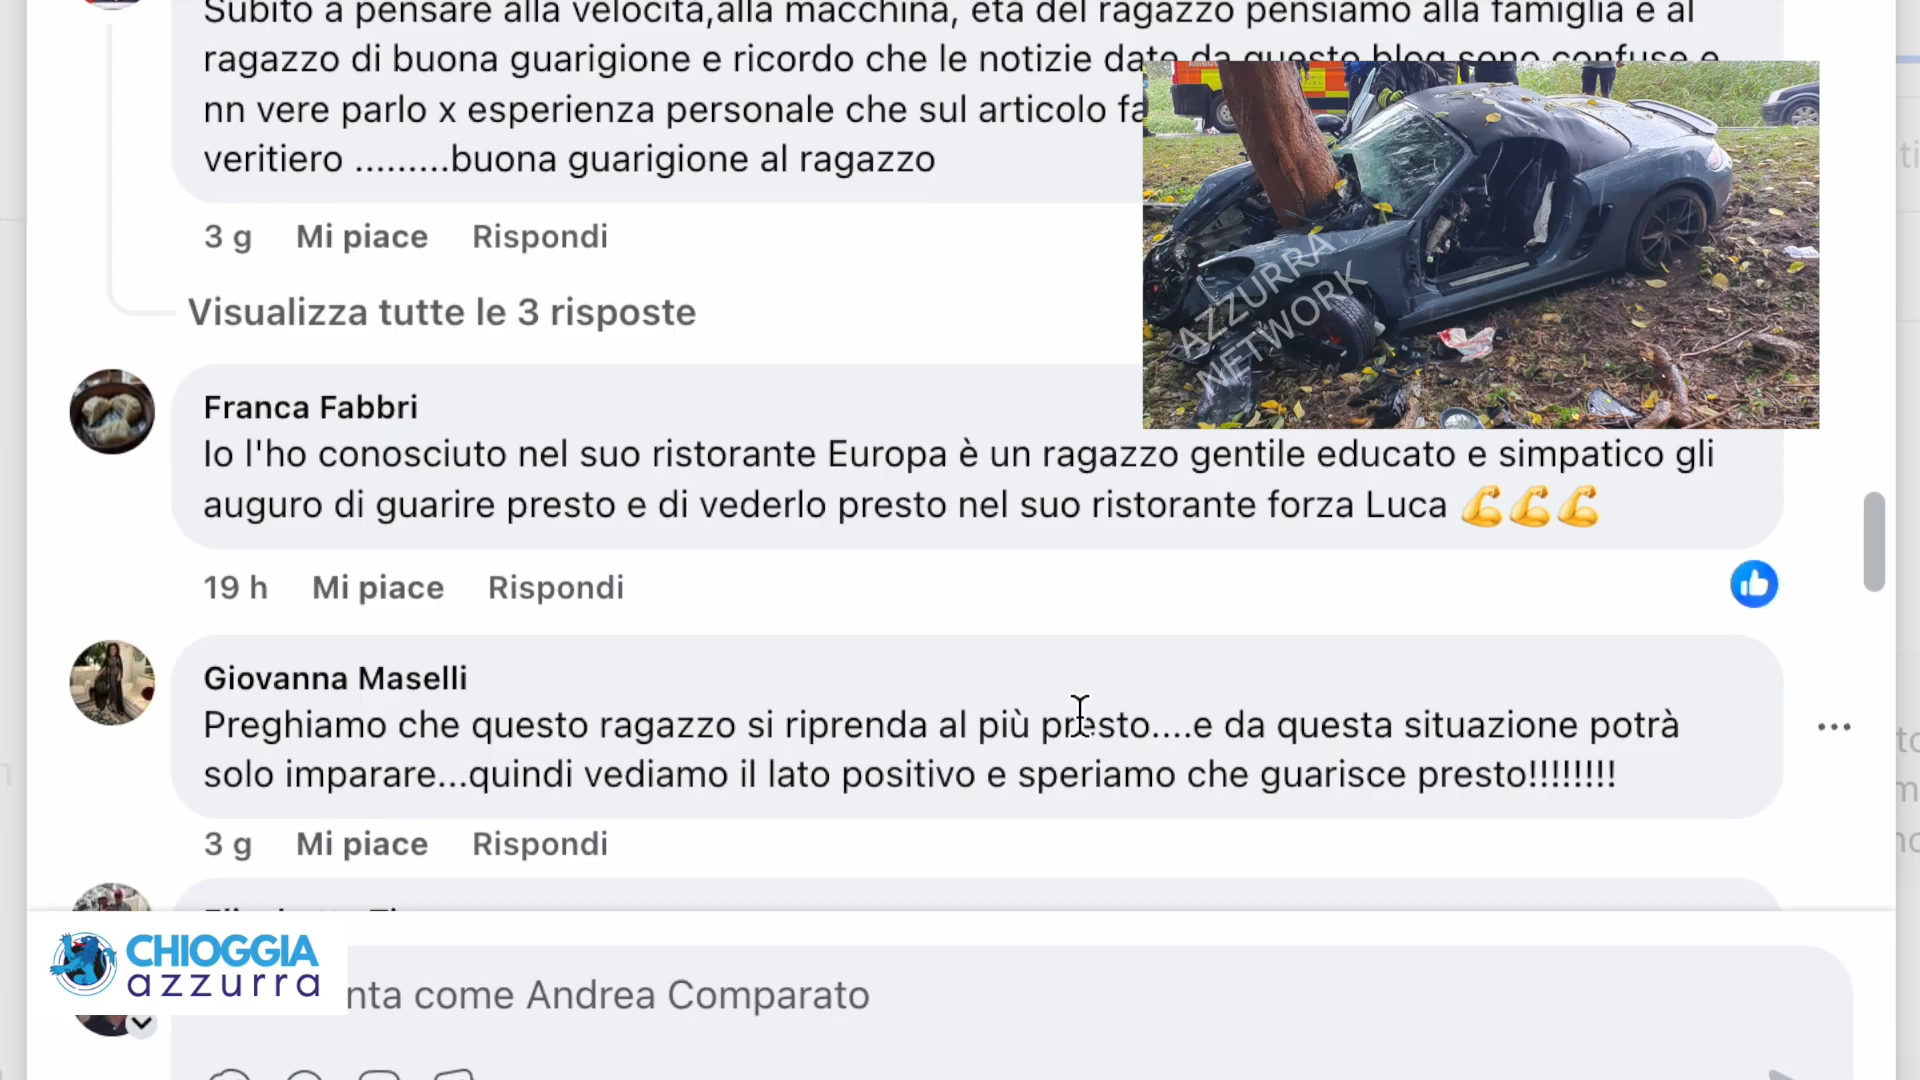 Subito a pensare alla velocità,alla macchina, età del ragazzo pensiamo alla famiglia e al
ragazzo di buona guarigione e ricordo che le notizie date da questo blog sono confuse e
nn vere parlo x esperienza personale che sul articolo fa
veritiero .........buona guarigione al ragazzo
3 g Mi piace Rispondi
Visualizza tutte le 3 risposte
AZZURRA
NETWORK
Franca Fabbri
Io l'ho conosciuto nel suo ristorante Europa è un ragazzo gentile educato e simpatico gli
auguro di guarire presto e di vederlo presto nel suo ristorante forza Luca 💪💪💪
19 h Mi piace Rispondi
Giovanna Maselli
Preghiamo che questo ragazzo si riprenda al più presto....e da questa situazione potrà
solo imparare...quindi vediamo il lato positivo e speriamo che guarisce presto!!!!!!!!
3 g Mi piace Rispondi
CHIOGGIA
azzurra
nta come Andrea Comparato